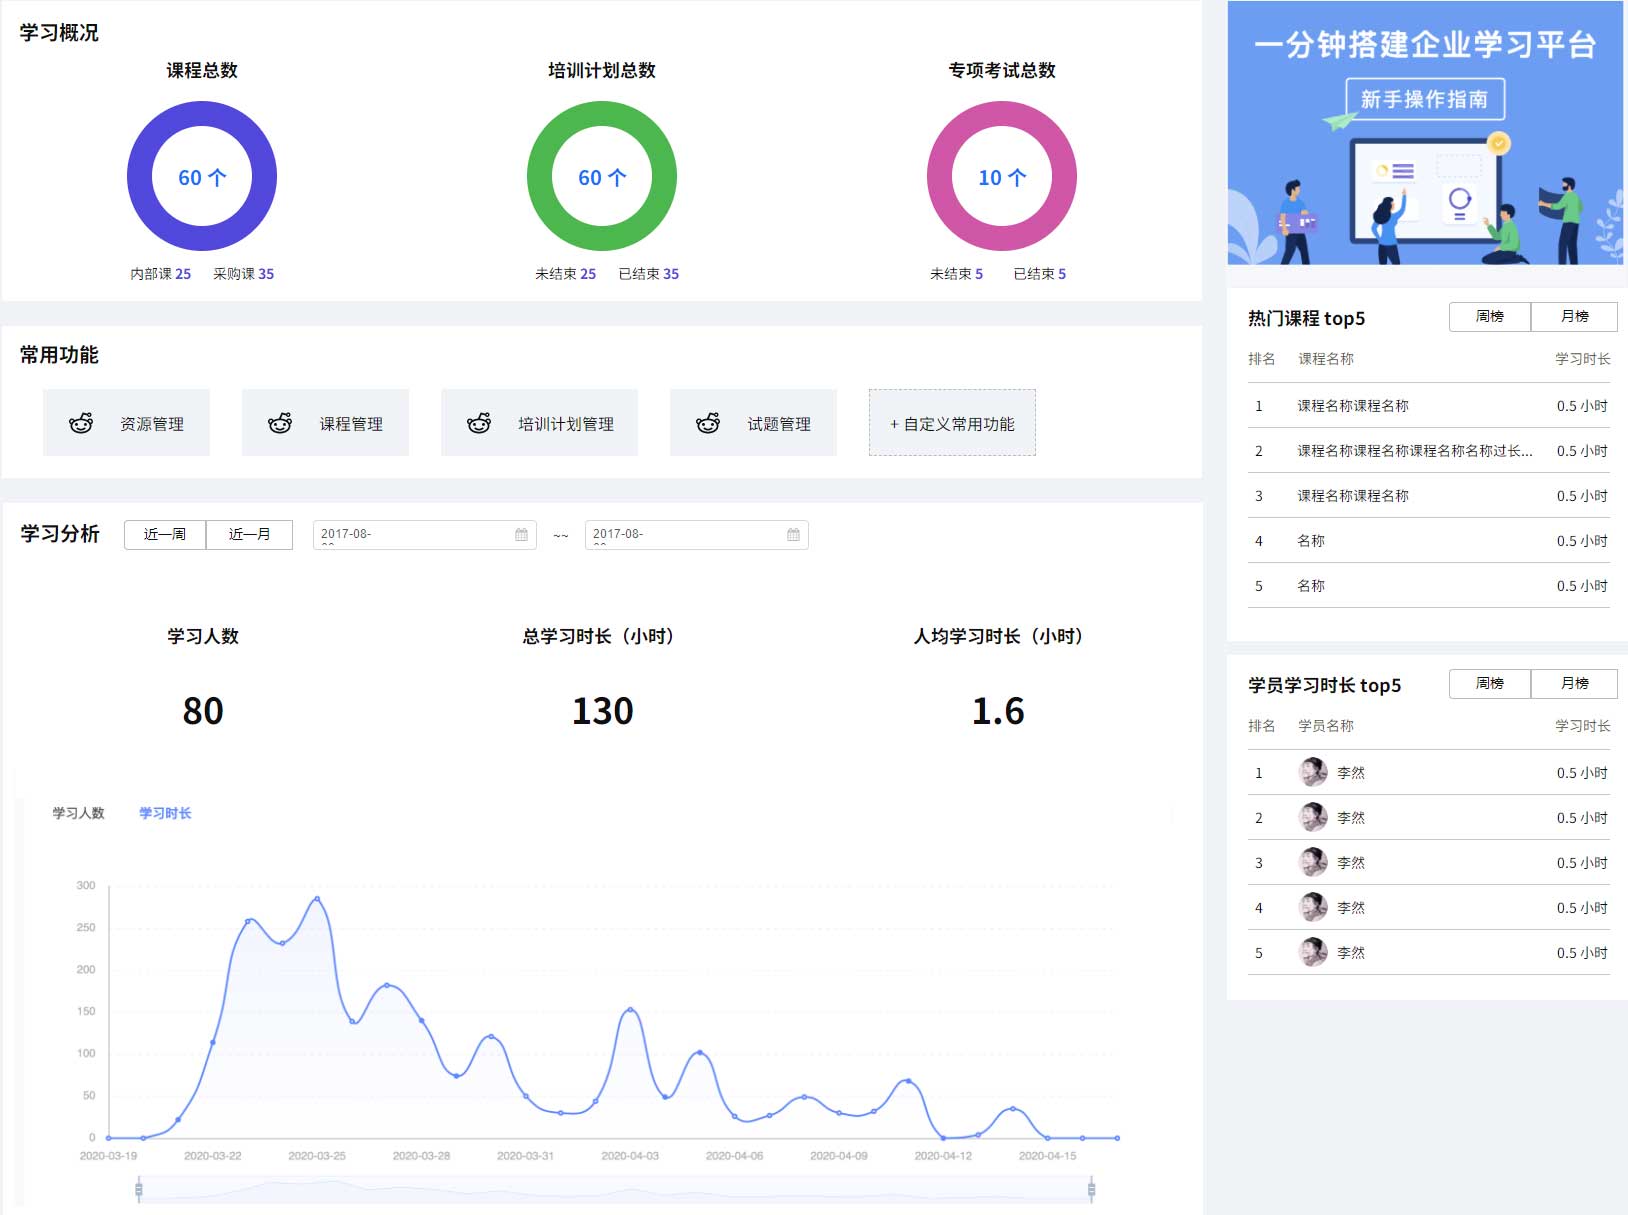 学习概况
课程总数
培训计划总数
专项考试总数
60 个
60 个
10 个
内部课 25 采购课 35
未结束 25 已结束 35
未结束 5 已结束 5
常用功能
资源管理
课程管理
培训计划管理
试题管理
+ 自定义常用功能
学习分析
近一周
近一月
2017-08-
~~
2017-08-
学习人数
总学习时长（小时）
人均学习时长（小时）
80
130
1.6
学习人数
学习时长
300
250
200
150
100
50
0
2020-03-19 2020-03-22 2020-03-25 2020-03-28 2020-03-31 2020-04-03 2020-04-06 2020-04-09 2020-04-12 2020-04-15
一分钟搭建企业学习平台
新手操作指南
热门课程 top5
周榜
月榜
排名 课程名称 学习时长
1 课程名称课程名称 0.5 小时
2 课程名称课程名称课程名称名称过长... 0.5 小时
3 课程名称课程名称 0.5 小时
4 名称 0.5 小时
5 名称 0.5 小时
学员学习时长 top5
周榜
月榜
排名 学员名称 学习时长
1 李然 0.5 小时
2 李然 0.5 小时
3 李然 0.5 小时
4 李然 0.5 小时
5 李然 0.5 小时